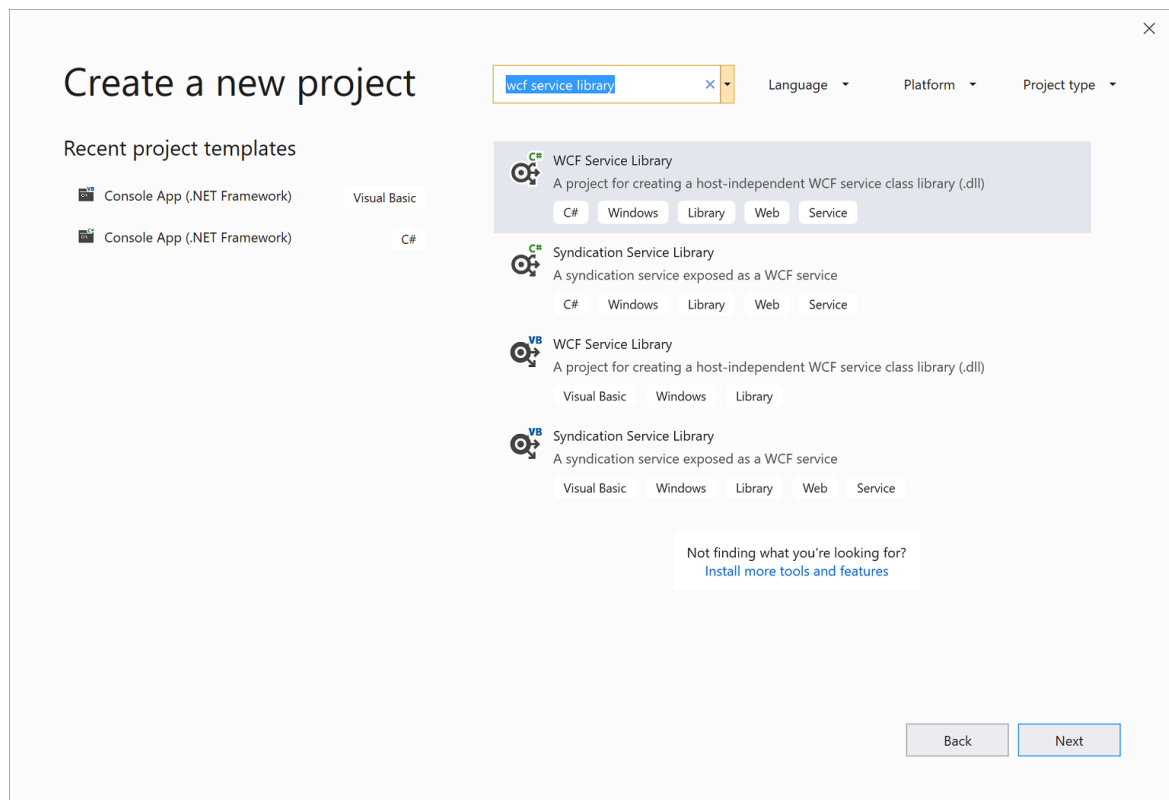 Create a new project
wcf service library
Language
Platform
Project type
Recent project templates
Console App (.NET Framework)
Visual Basic
Console App (.NET Framework)
C#
C#
WCF Service Library
A project for creating a host-independent WCF service class library (.dll)
C# Windows Library Web Service
C#
Syndication Service Library
A syndication service exposed as a WCF service
C# Windows Library Web Service
VB
WCF Service Library
A project for creating a host-independent WCF service class library (.dll)
Visual Basic Windows Library
VB
Syndication Service Library
A syndication service exposed as a WCF service
Visual Basic Windows Library Web Service
Not finding what you're looking for?
Install more tools and features
Back
Next